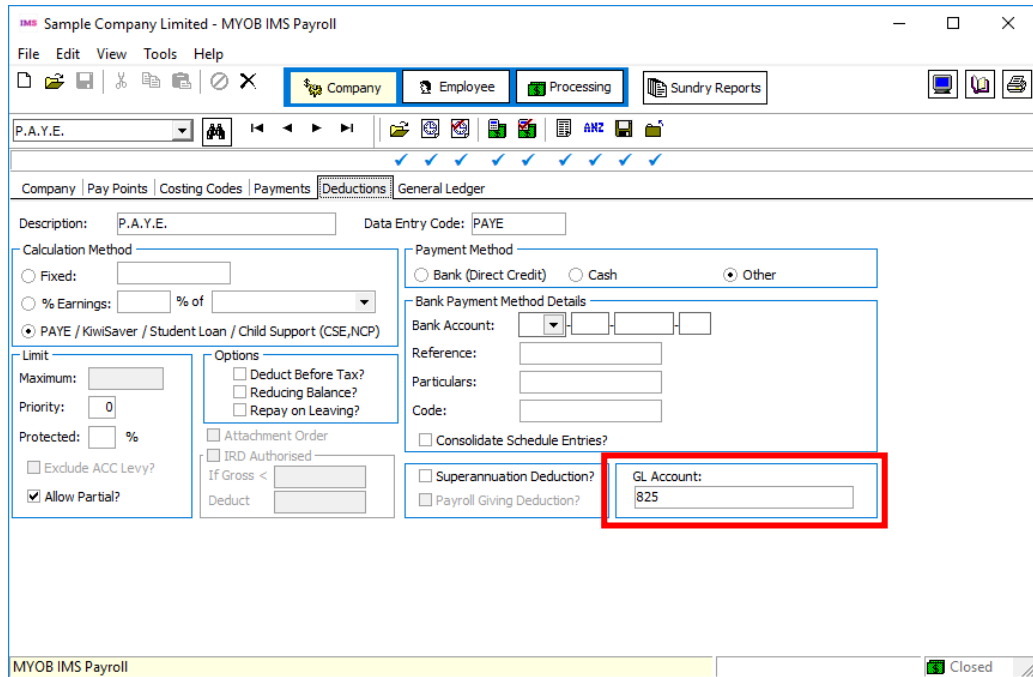 IMS Sample Company Limited - MYOB IMS Payroll
File Edit View Tools Help
Company Employee Processing Sundry Reports
P.A.Y.E. ANZ
Company Pay Points Costing Codes Payments Deductions General Ledger
Description: P.A.Y.E. Data Entry Code: PAYE
Calculation Method
Fixed:
% Earnings: % of
PAYE / KiwiSaver / Student Loan / Child Support (CSE,NCP)
Payment Method
Bank (Direct Credit) Cash Other
Bank Payment Method Details
Bank Account: - - -
Reference:
Particulars:
Code:
Consolidate Schedule Entries?
Limit
Maximum:
Priority: 0
Protected: %
Exclude ACC Levy?
Allow Partial?
Options
Deduct Before Tax?
Reducing Balance?
Repay on Leaving?
Attachment Order
IRD Authorised
If Gross <
Deduct
Superannuation Deduction?
Payroll Giving Deduction?
GL Account:
825
MYOB IMS Payroll Closed